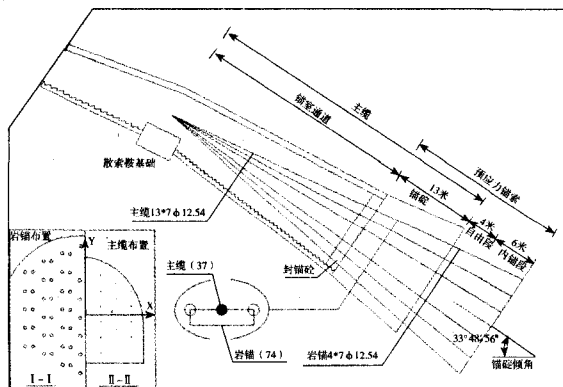 主缆
锚室通道
预应力锚索
13米
锚砼
4米
自由段
6米
内锚段
散索鞍基础
主缆13*7φ12.54
封锚砼
岩锚布置
Y
主缆布置
X
I-I
II-II
主缆(37)
岩锚(74)
岩锚4*7φ12.54
33°48′56″
锚砼倾角